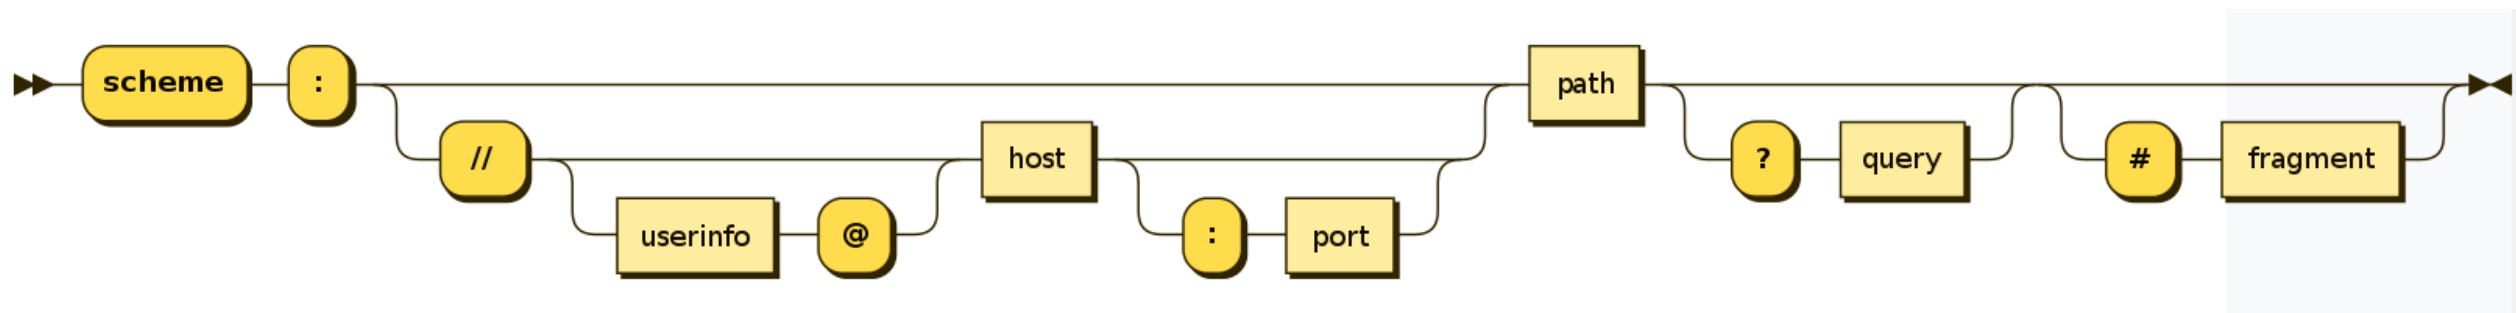 scheme : path
// host ? query # fragment
userinfo @ : port